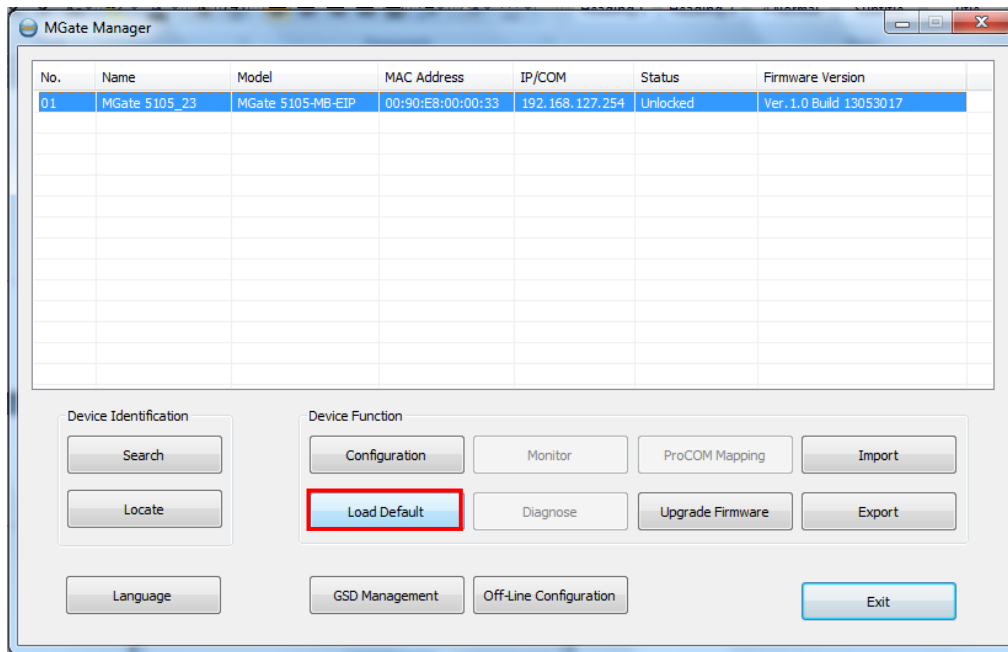 MGate Manager
No. Name Model MAC Address IP/COM Status Firmware Version
01 MGate 5105_23 MGate 5105-MB-EIP 00:90:E8:00:00:33 192.168.127.254 Unlocked Ver.1.0 Build 13053017
Device Identification Device Function
Search Configuration Monitor ProCOM Mapping Import
Locate Load Default Diagnose Upgrade Firmware Export
Language GSD Management Off-Line Configuration Exit